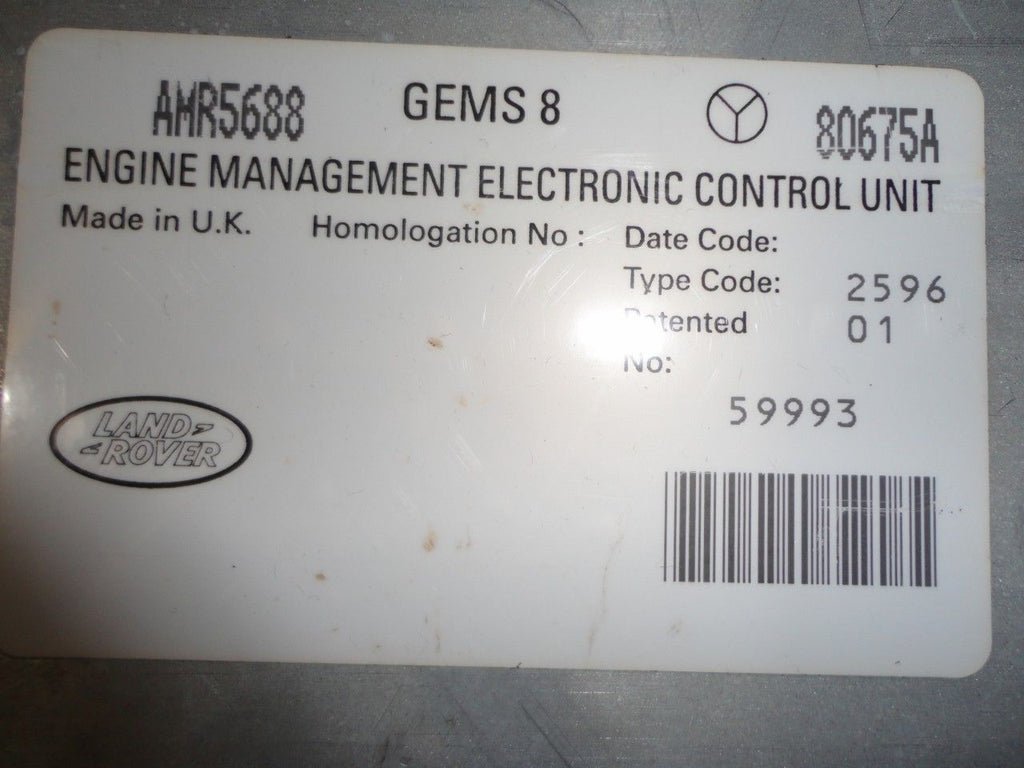 AMR5688 GEMS 8 80675A
ENGINE MANAGEMENT ELECTRONIC CONTROL UNIT
Made in U.K. Homologation No : Date Code:
Type Code: 2596
Patented 01
No:
59993
LAND
ROVER